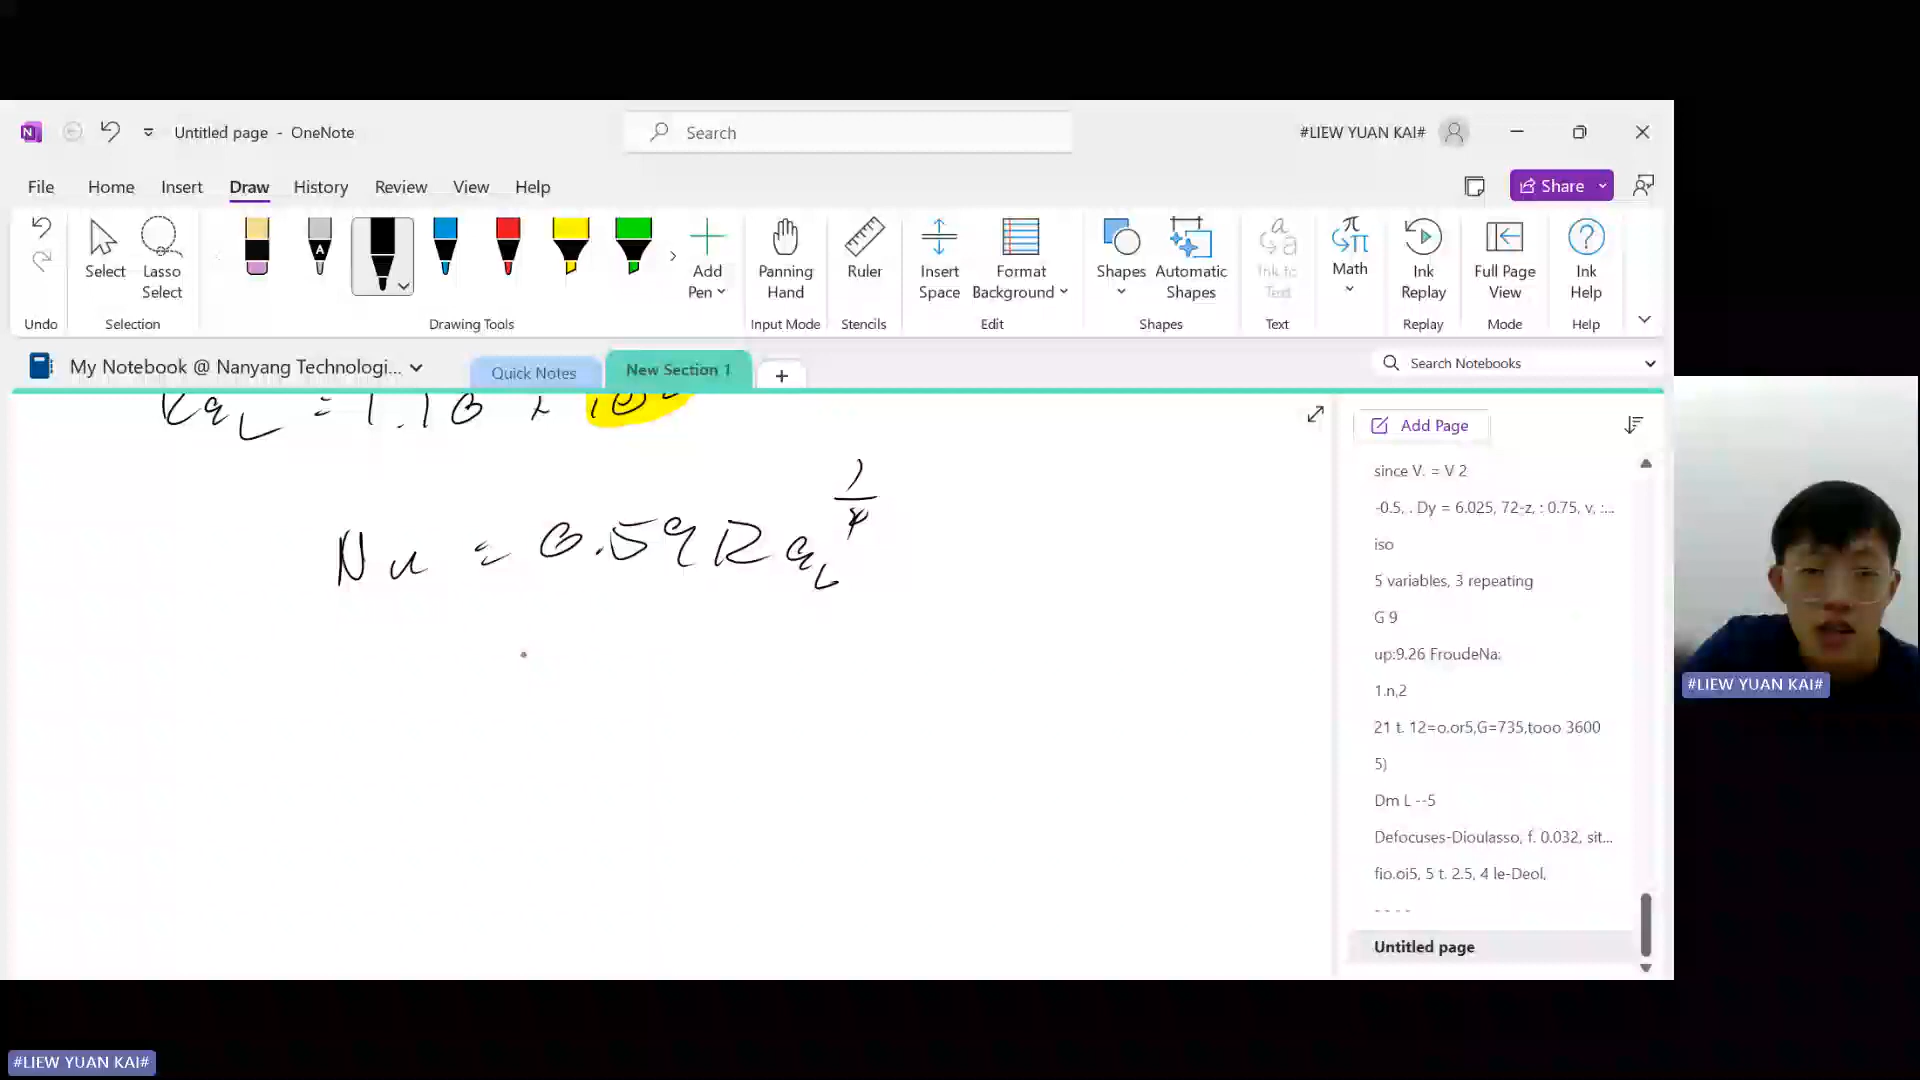 Untitled page - OneNote
Search
#LIEW YUAN KAI#
File Home Insert Draw History Review View Help
Share
Select
Lasso Select
A
Add Pen
Panning Hand
Ruler
Insert Space
Format Background
Shapes
Automatic Shapes
Ink to Text
Math
Ink Replay
Full Page View
Ink Help
Undo
Selection
Drawing Tools
Input Mode
Stencils
Edit
Shapes
Text
Replay
Mode
Help
My Notebook @ Nanyang Technologi...
Quick Notes
New Section 1
+
Search Notebooks
Add Page
Nu = 0.59 Ra_L^(1/4)
since V. = V 2
-0.5, . Dy = 6.025, 72-z, : 0.75, v, :...
iso
5 variables, 3 repeating
G 9
up:9.26 FroudeNa:
1.n,2
21 t. 12=o.or5,G=735,tooo 3600
5)
Dm L --5
Defocuses-Dioulasso, f. 0.032, sit...
fio.oi5, 5 t. 2.5, 4 le-Deol,
- - - -
Untitled page
#LIEW YUAN KAI#
#LIEW YUAN KAI#